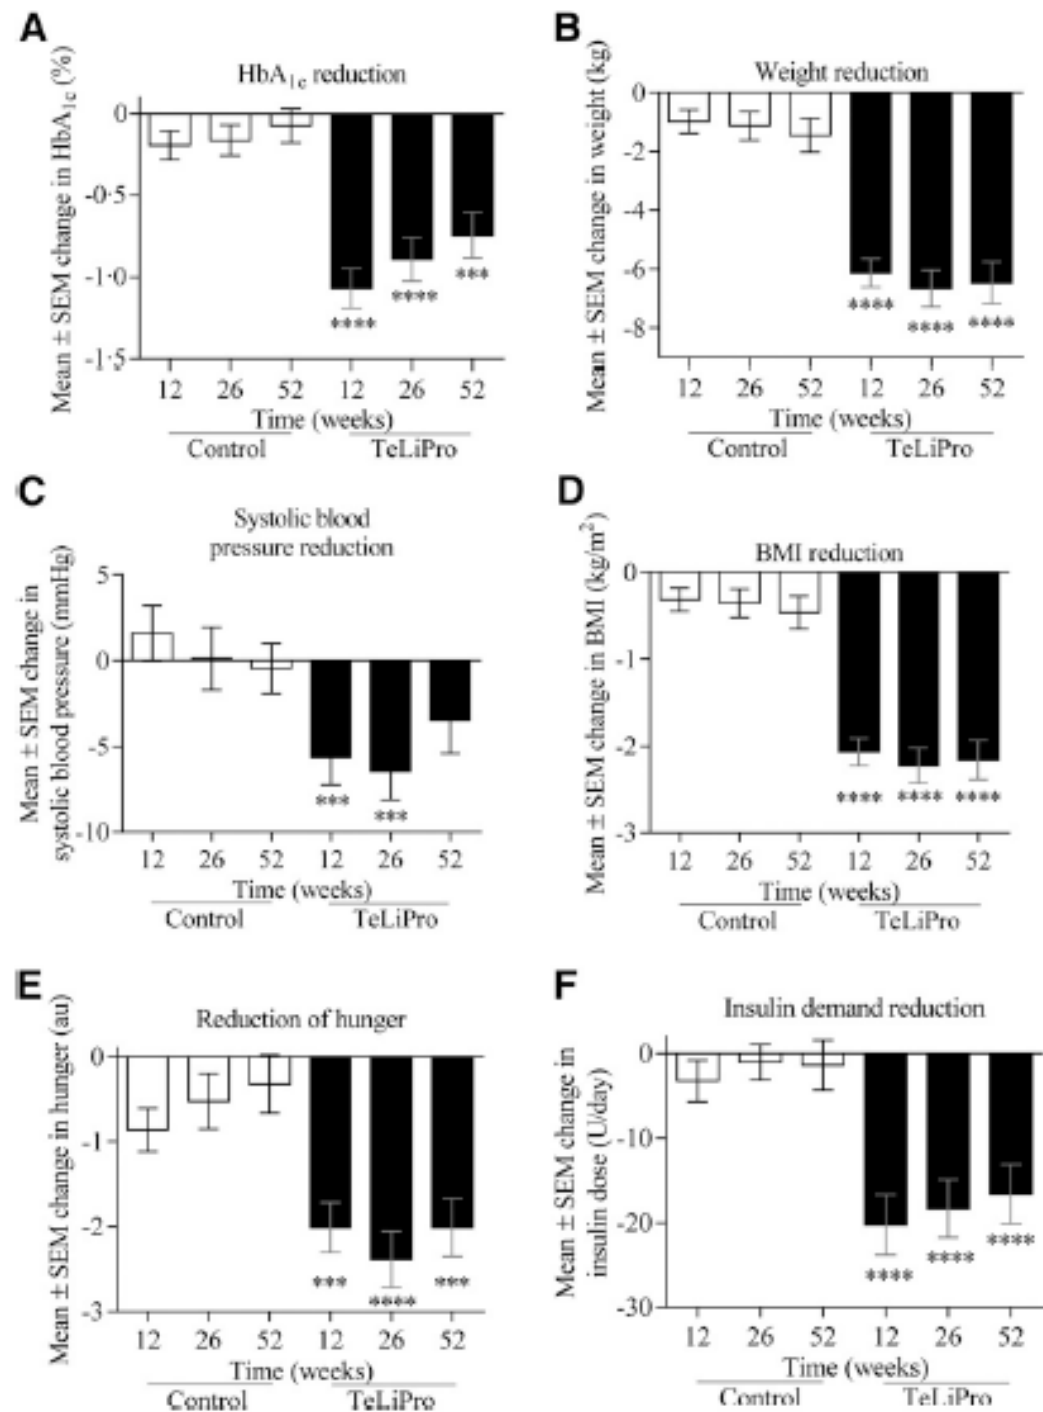 A
HbA1c reduction
Mean ± SEM change in HbA1c (%)
0
-0·5
-1·0
-1·5
****
****
***
12 26 52 12 26 52
Time (weeks)
Control TeLiPro
B
Weight reduction
Mean ± SEM change in weight (kg)
0
-2
-4
-6
-8
****
****
****
12 26 52 12 26 52
Time (weeks)
Control TeLiPro
C
Systolic blood
pressure reduction
Mean ± SEM change in
systolic blood pressure (mmHg)
5
0
-5
-10
***
***
12 26 52 12 26 52
Time (weeks)
Control TeLiPro
D
BMI reduction
Mean ± SEM change in BMI (kg/m²)
0
-1
-2
-3
****
****
****
12 26 52 12 26 52
Time (weeks)
Control TeLiPro
E
Reduction of hunger
Mean ± SEM change in hunger (au)
0
-1
-2
-3
***
****
***
12 26 52 12 26 52
Time (weeks)
Control TeLiPro
F
Insulin demand reduction
Mean ± SEM change in
insulin dose (U/day)
0
-10
-20
-30
****
****
****
12 26 52 12 26 52
Time (weeks)
Control TeLiPro